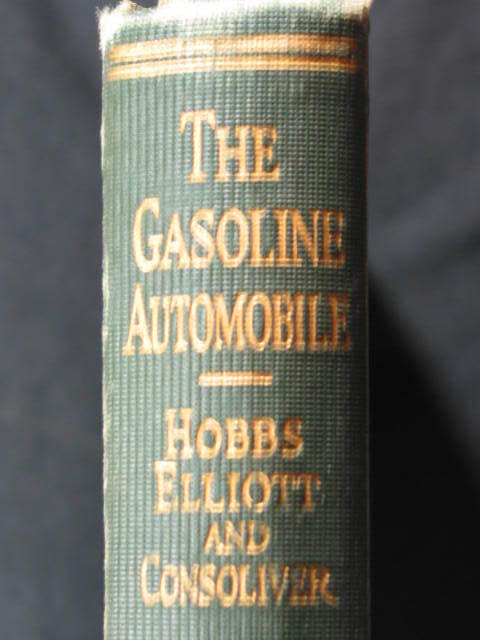 THE
GASOLINE
AUTOMOBILE
HOBBS
ELLIOTT
AND
CONSOLIVER